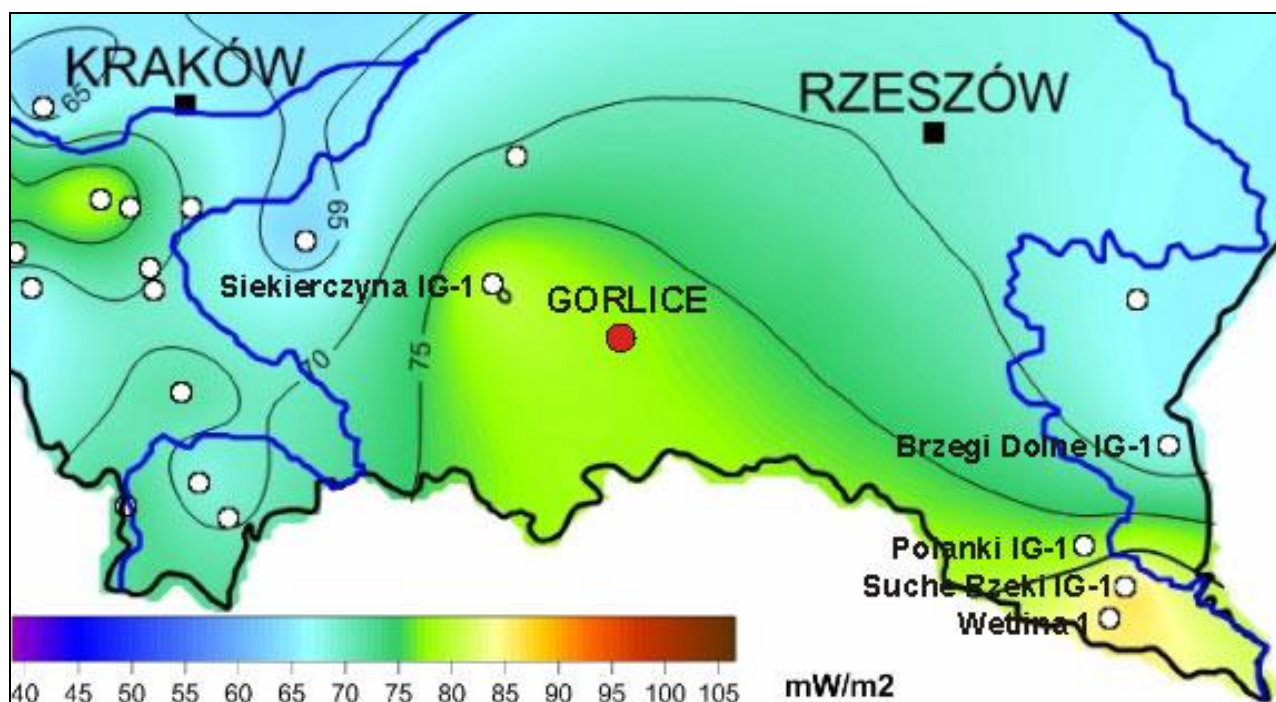 KRAKÓW
65
RZESZÓW
65
Siekierczyna IG-1
GORLICE
70
75
Brzegi Dolne IG-1
Polanki IG-1
Suche Rzeki IG-1
Wetlina 1
40 45 50 55 60 65 70 75 80 85 90 95 100 105
mW/m2